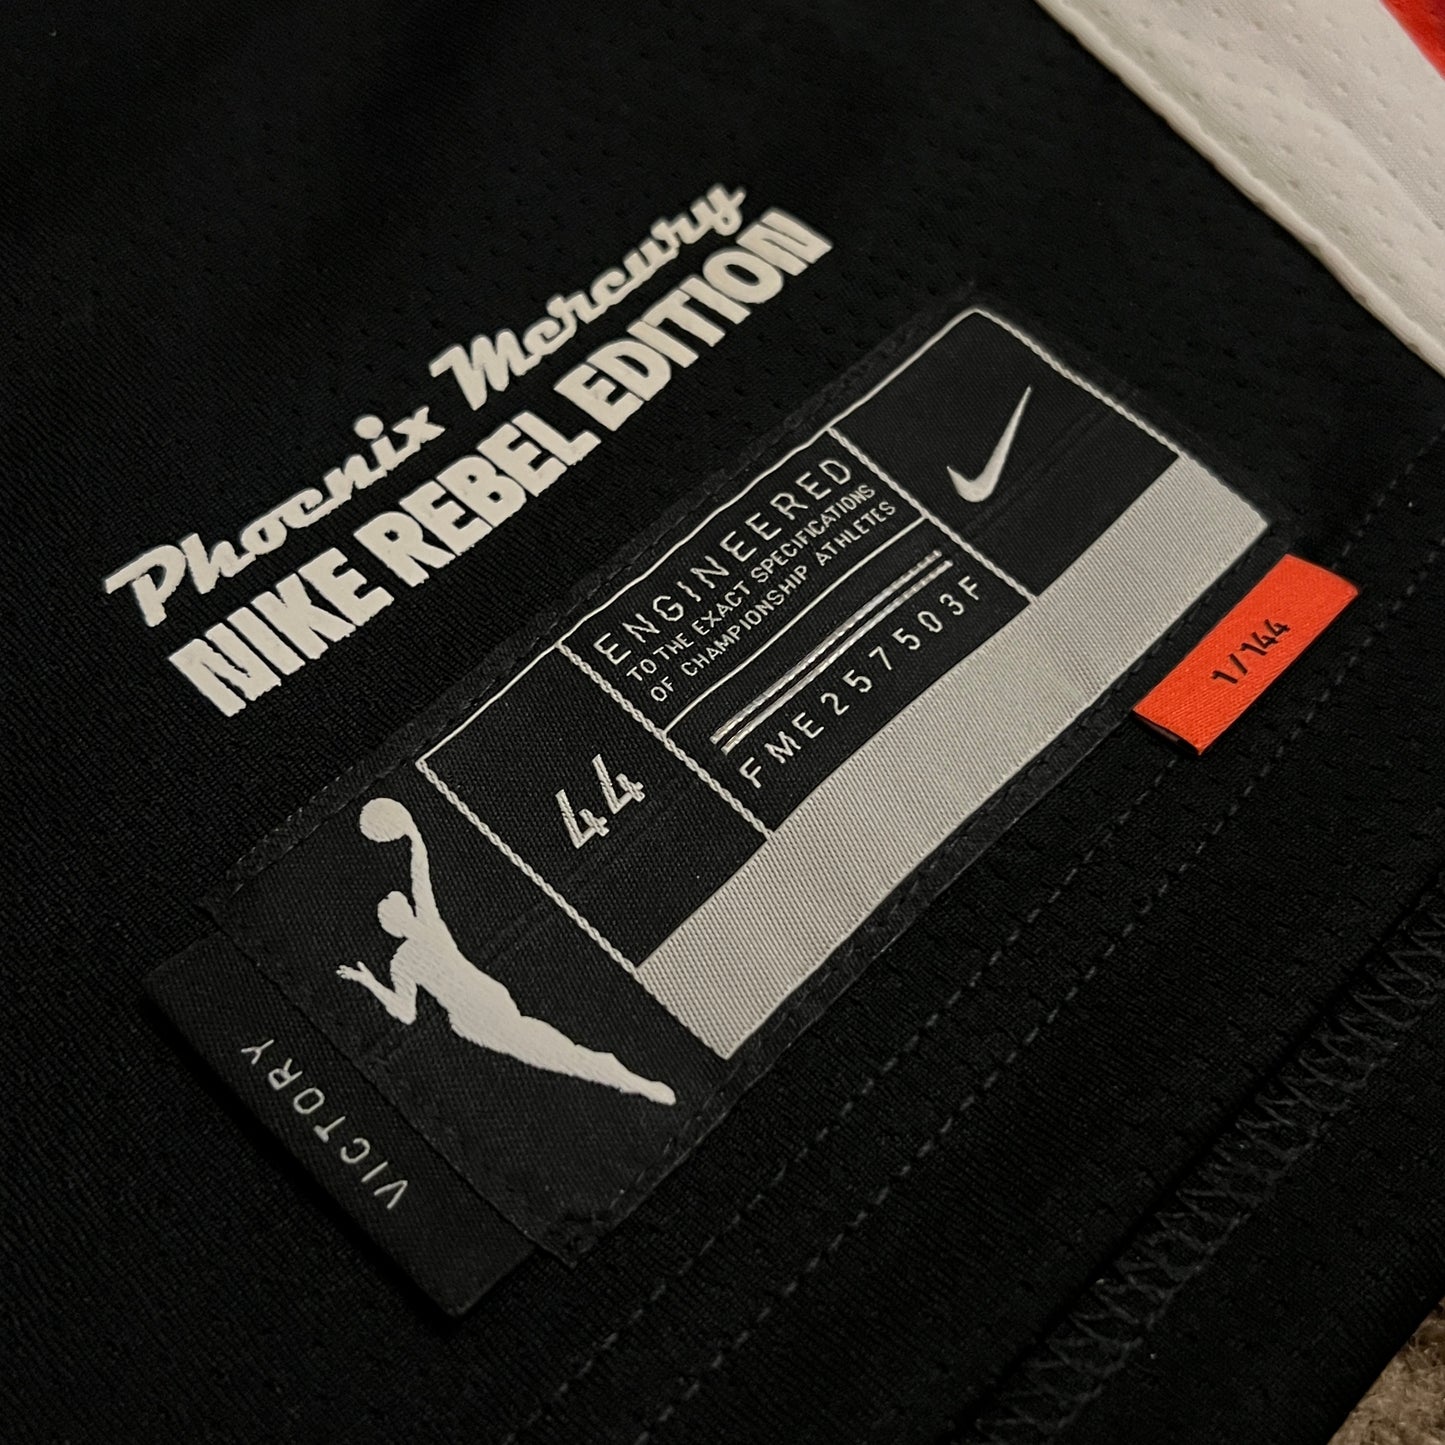 Phoenix Mercury
NIKE REBEL EDITION
ENGINEERED
TO THE EXACT SPECIFICATIONS
OF CHAMPIONSHIP ATHLETES
FME257503F
44
1/144
VICTORY